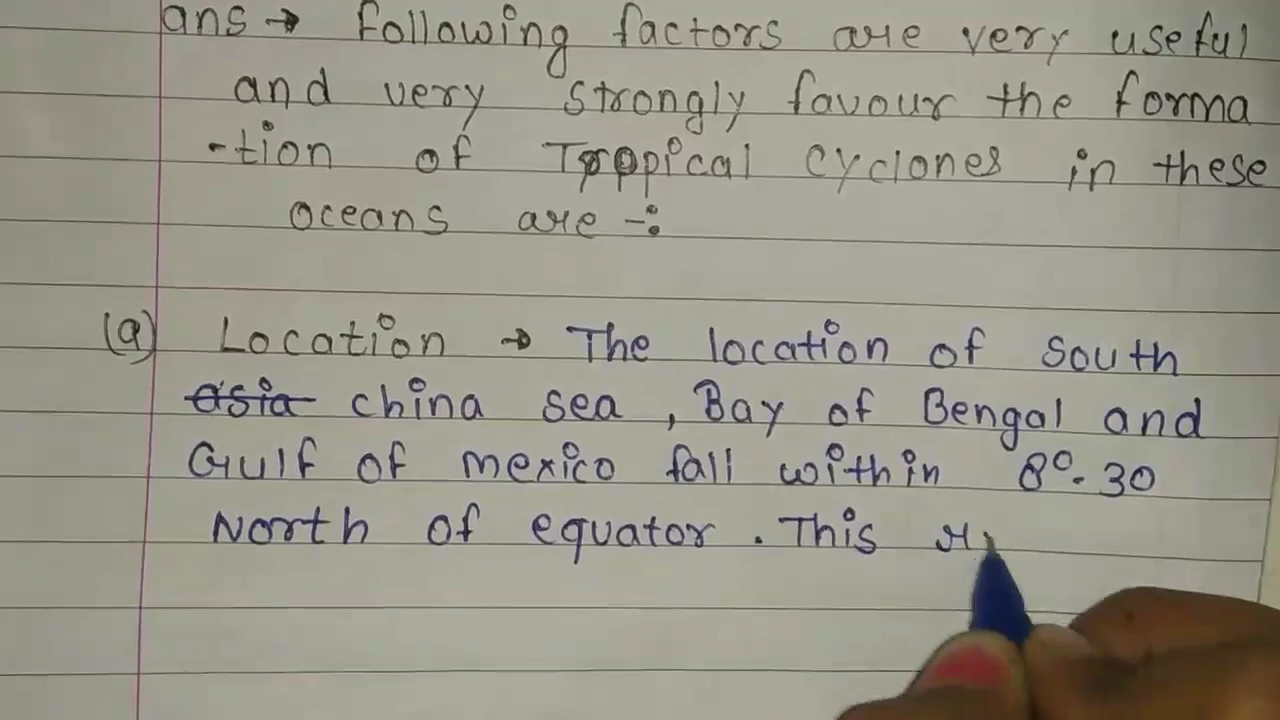 ans → Following factors are very useful
and very strongly favour the forma
-tion of Tropical cyclones in these
oceans are -:
(a) Location → The location of south
asia china sea, Bay of Bengal and
Gulf of mexico fall within 8°-30
North of equator. This